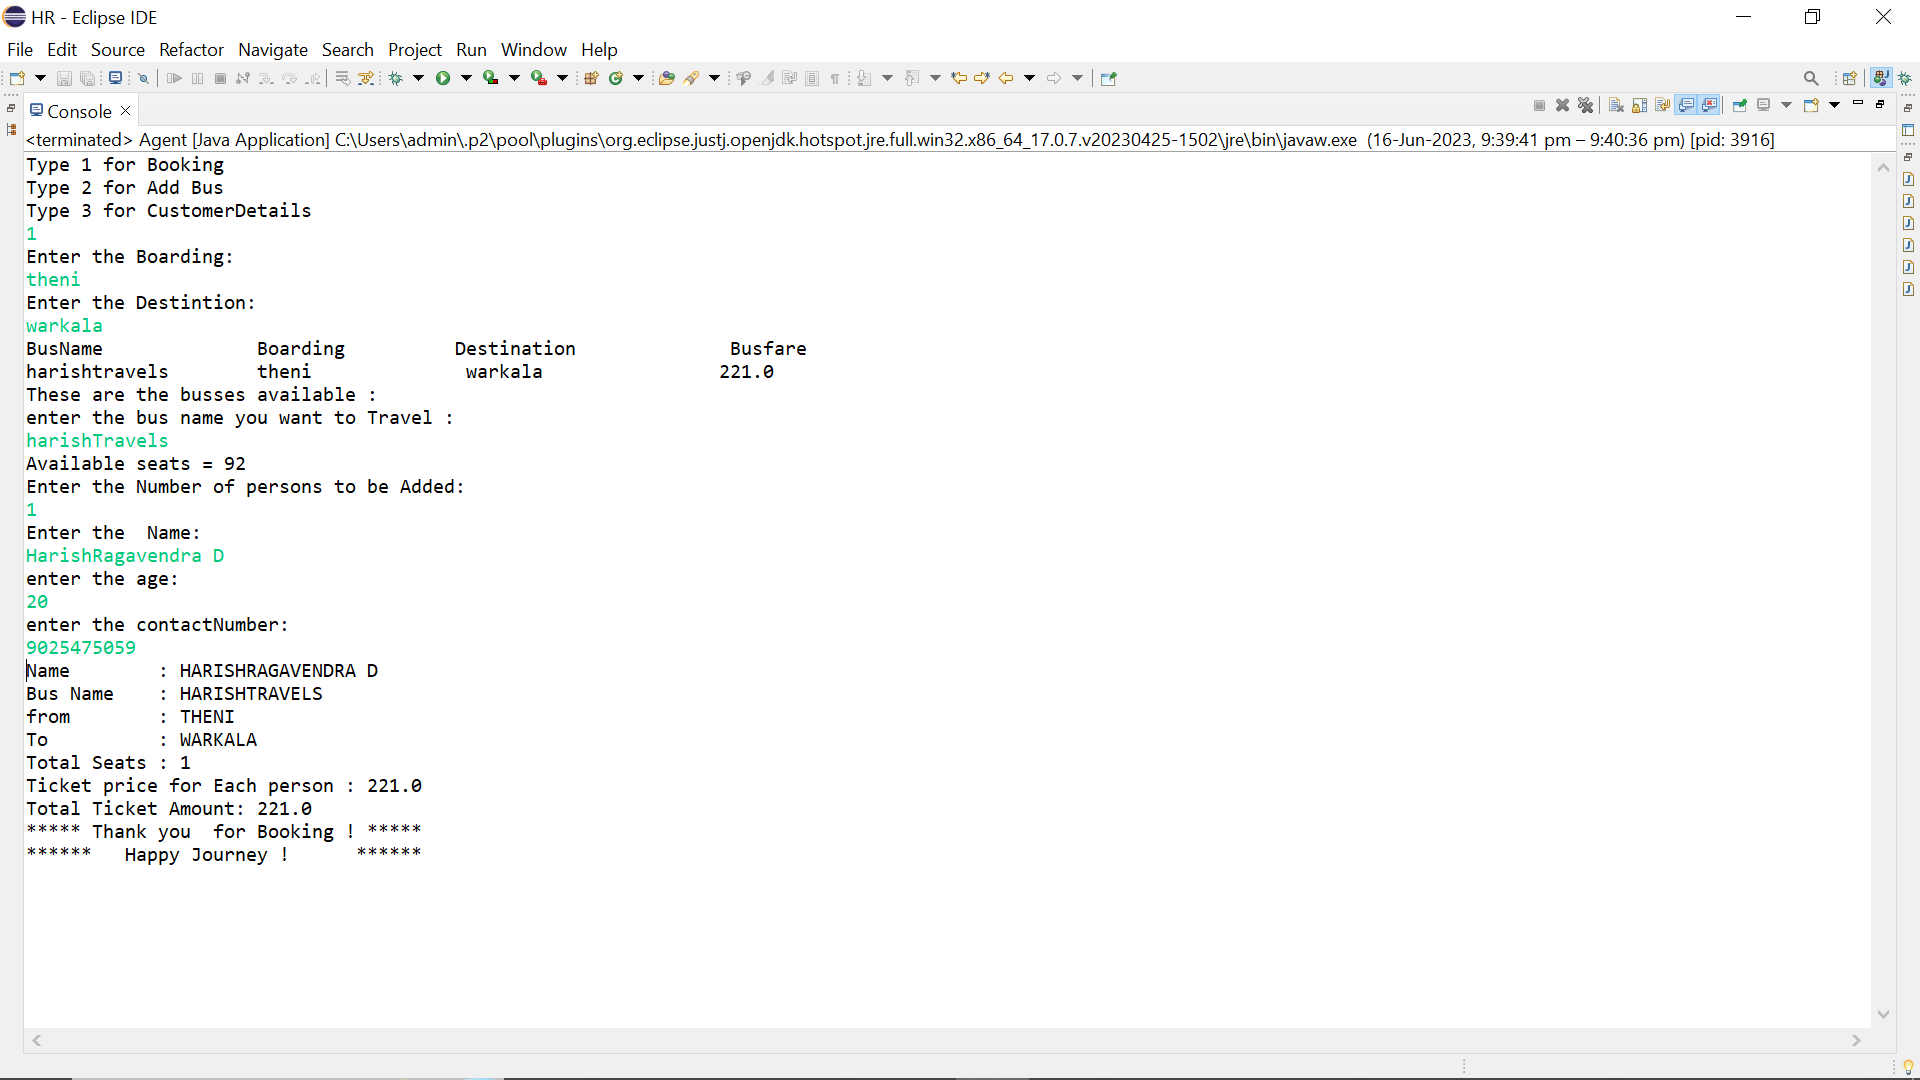 HR - Eclipse IDE
File Edit Source Refactor Navigate Search Project Run Window Help
Console
<terminated> Agent [Java Application] C:\Users\admin\.p2\pool\plugins\org.eclipse.justj.openjdk.hotspot.jre.full.win32.x86_64_17.0.7.v20230425-1502\jre\bin\javaw.exe (16-Jun-2023, 9:39:41 pm – 9:40:36 pm) [pid: 3916]
Type 1 for Booking
Type 2 for Add Bus
Type 3 for CustomerDetails
1
Enter the Boarding:
theni
Enter the Destintion:
warkala
BusName              Boarding          Destination              Busfare
harishtravels        theni              warkala                221.0
These are the busses available :
enter the bus name you want to Travel :
harishTravels
Available seats = 92
Enter the Number of persons to be Added:
1
Enter the  Name:
HarishRagavendra D
enter the age:
20
enter the contactNumber:
9025475059
Name        : HARISHRAGAVENDRA D
Bus Name    : HARISHTRAVELS
from        : THENI
To          : WARKALA
Total Seats : 1
Ticket price for Each person : 221.0
Total Ticket Amount: 221.0
***** Thank you  for Booking ! *****
******   Happy Journey !      ******